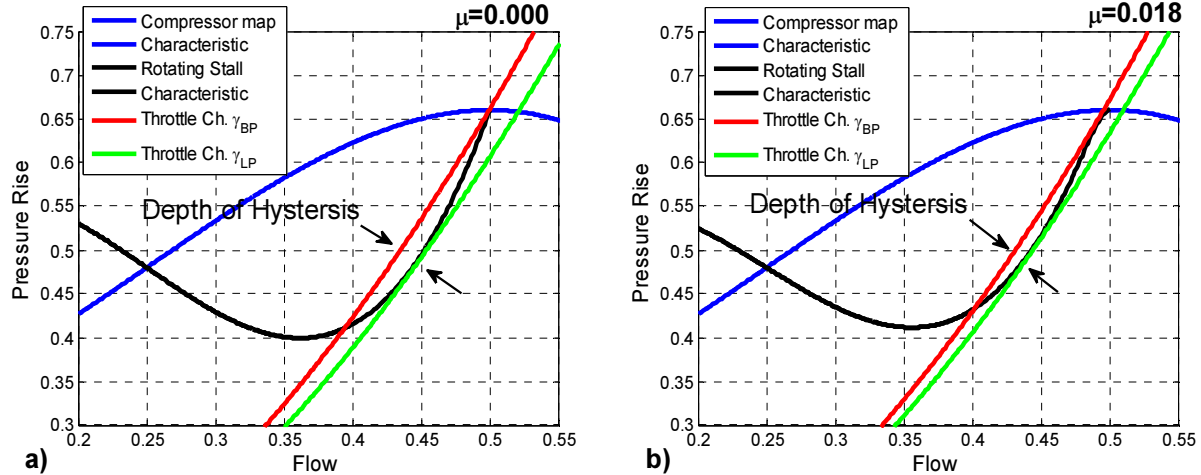 μ=0.000
Compressor map
Characteristic
Rotating Stall
Characteristic
Throttle Ch. γBP
Throttle Ch. γLP
Depth of Hystersis
Pressure Rise
0.75
0.7
0.65
0.6
0.55
0.5
0.45
0.4
0.35
0.3
0.2 0.25 0.3 0.35 0.4 0.45 0.5 0.55
Flow
a)
μ=0.018
Compressor map
Characteristic
Rotating Stall
Characteristic
Throttle Ch. γBP
Throttle Ch. γLP
Depth of Hystersis
Pressure Rise
0.75
0.7
0.65
0.6
0.55
0.5
0.45
0.4
0.35
0.3
0.2 0.25 0.3 0.35 0.4 0.45 0.5 0.55
Flow
b)